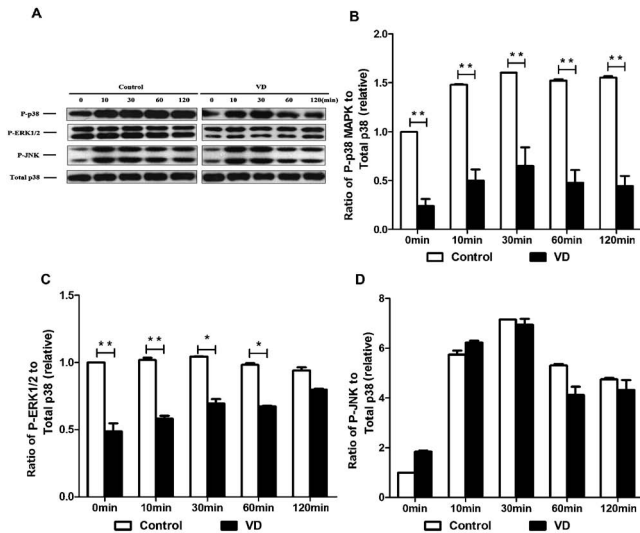 A
Control
VD
0 10 30 60 120
0 10 30 60 120(min)
P-p38
P-ERK1/2
P-JNK
Total p38
B
Ratio of P-p38 MAPK to
Total p38 (relative)
2.0
1.5
1.0
0.5
0.0
**
**
**
**
**
0min 10min 30min 60min 120min
Control VD
C
Ratio of P-ERK1/2 to
Total p38 (relative)
1.5
1.0
0.5
0.0
**
**
*
*
0min 10min 30min 60min 120min
Control VD
D
Ratio of P-JNK to
Total p38 (relative)
8
6
4
2
0
0min 10min 30min 60min 120min
Control VD